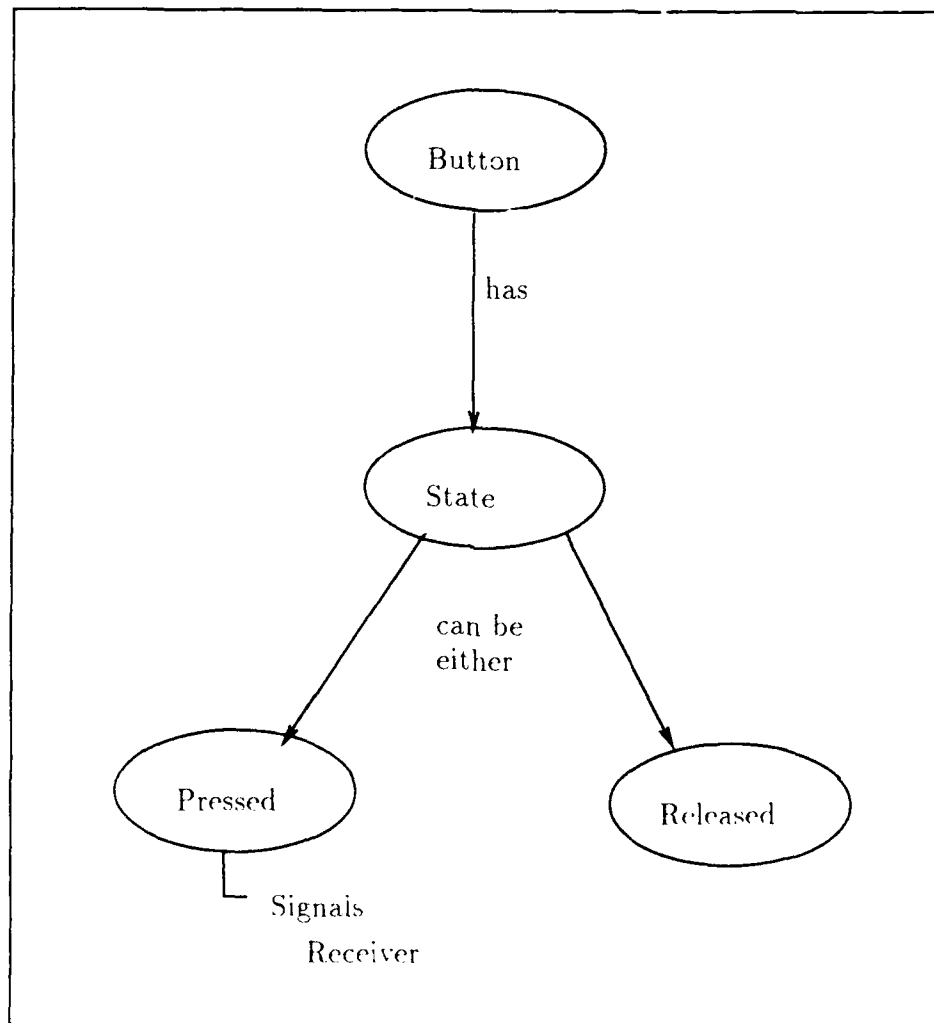 Button
has
State
can be
either
Pressed
Released
Signals
Receiver